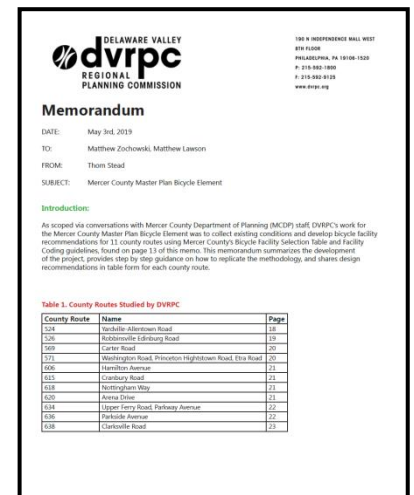 DELAWARE VALLEY
dvrpc
REGIONAL
PLANNING COMMISSION
190 N INDEPENDENCE MALL WEST
8TH FLOOR
PHILADELPHIA, PA 19106-1520
P: 215-592-1800
F: 215-592-9125
www.dvrpc.org
Memorandum
DATE: May 3rd, 2019
TO: Matthew Zochowski, Matthew Lawson
FROM: Thom Stead
SUBJECT: Mercer County Master Plan Bicycle Element
Introduction:
As scoped via conversations with Mercer County Department of Planning (MCDP) staff, DVRPC's work for
the Mercer County Master Plan Bicycle Element was to collect existing conditions and develop bicycle facility
recommendations for 11 county routes using Mercer County's Bicycle Facility Selection Table and Facility
Coding guidelines, found on page 13 of this memo. This memorandum summarizes the development
of the project, provides step by step guidance on how to replicate the methodology, and shares design
recommendations in table form for each county route.
Table 1. County Routes Studied by DVRPC
County Route Name Page
524 Yardville-Allentown Road 18
526 Robbinsville Edinburg Road 19
569 Carter Road 20
571 Washington Road, Princeton Hightstown Road, Etra Road 20
606 Hamilton Avenue 21
615 Cranbury Road 21
618 Nottingham Way 21
620 Arena Drive 21
634 Upper Ferry Road, Parkway Avenue 22
636 Parkside Avenue 22
638 Clarksville Road 23